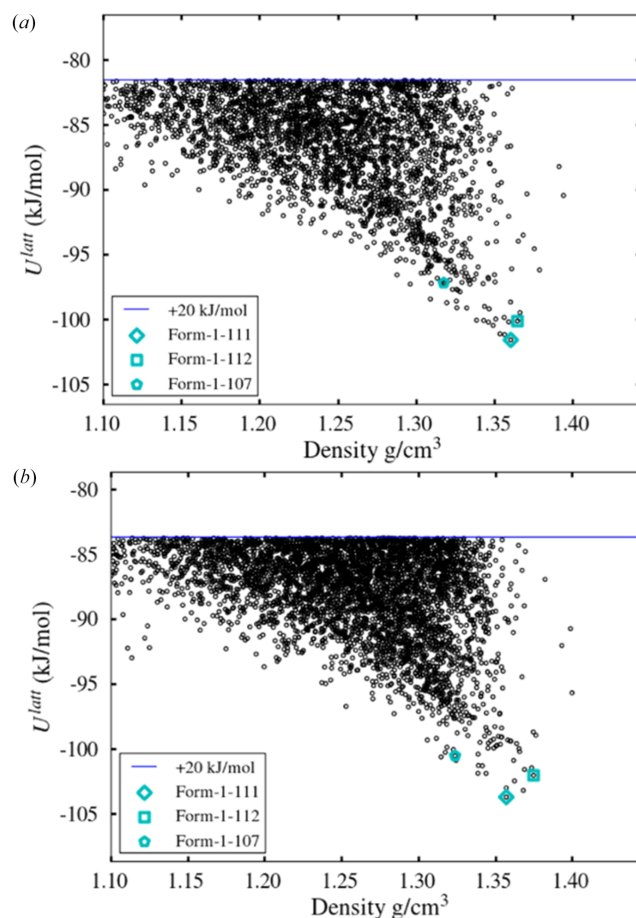 (a)
-80
-85
-90
-95
-100
-105
U^latt (kJ/mol)
+20 kJ/mol
Form-1-111
Form-1-112
Form-1-107
1.10 1.15 1.20 1.25 1.30 1.35 1.40
Density g/cm³
(b)
-80
-85
-90
-95
-100
-105
U^latt (kJ/mol)
+20 kJ/mol
Form-1-111
Form-1-112
Form-1-107
1.10 1.15 1.20 1.25 1.30 1.35 1.40
Density g/cm³